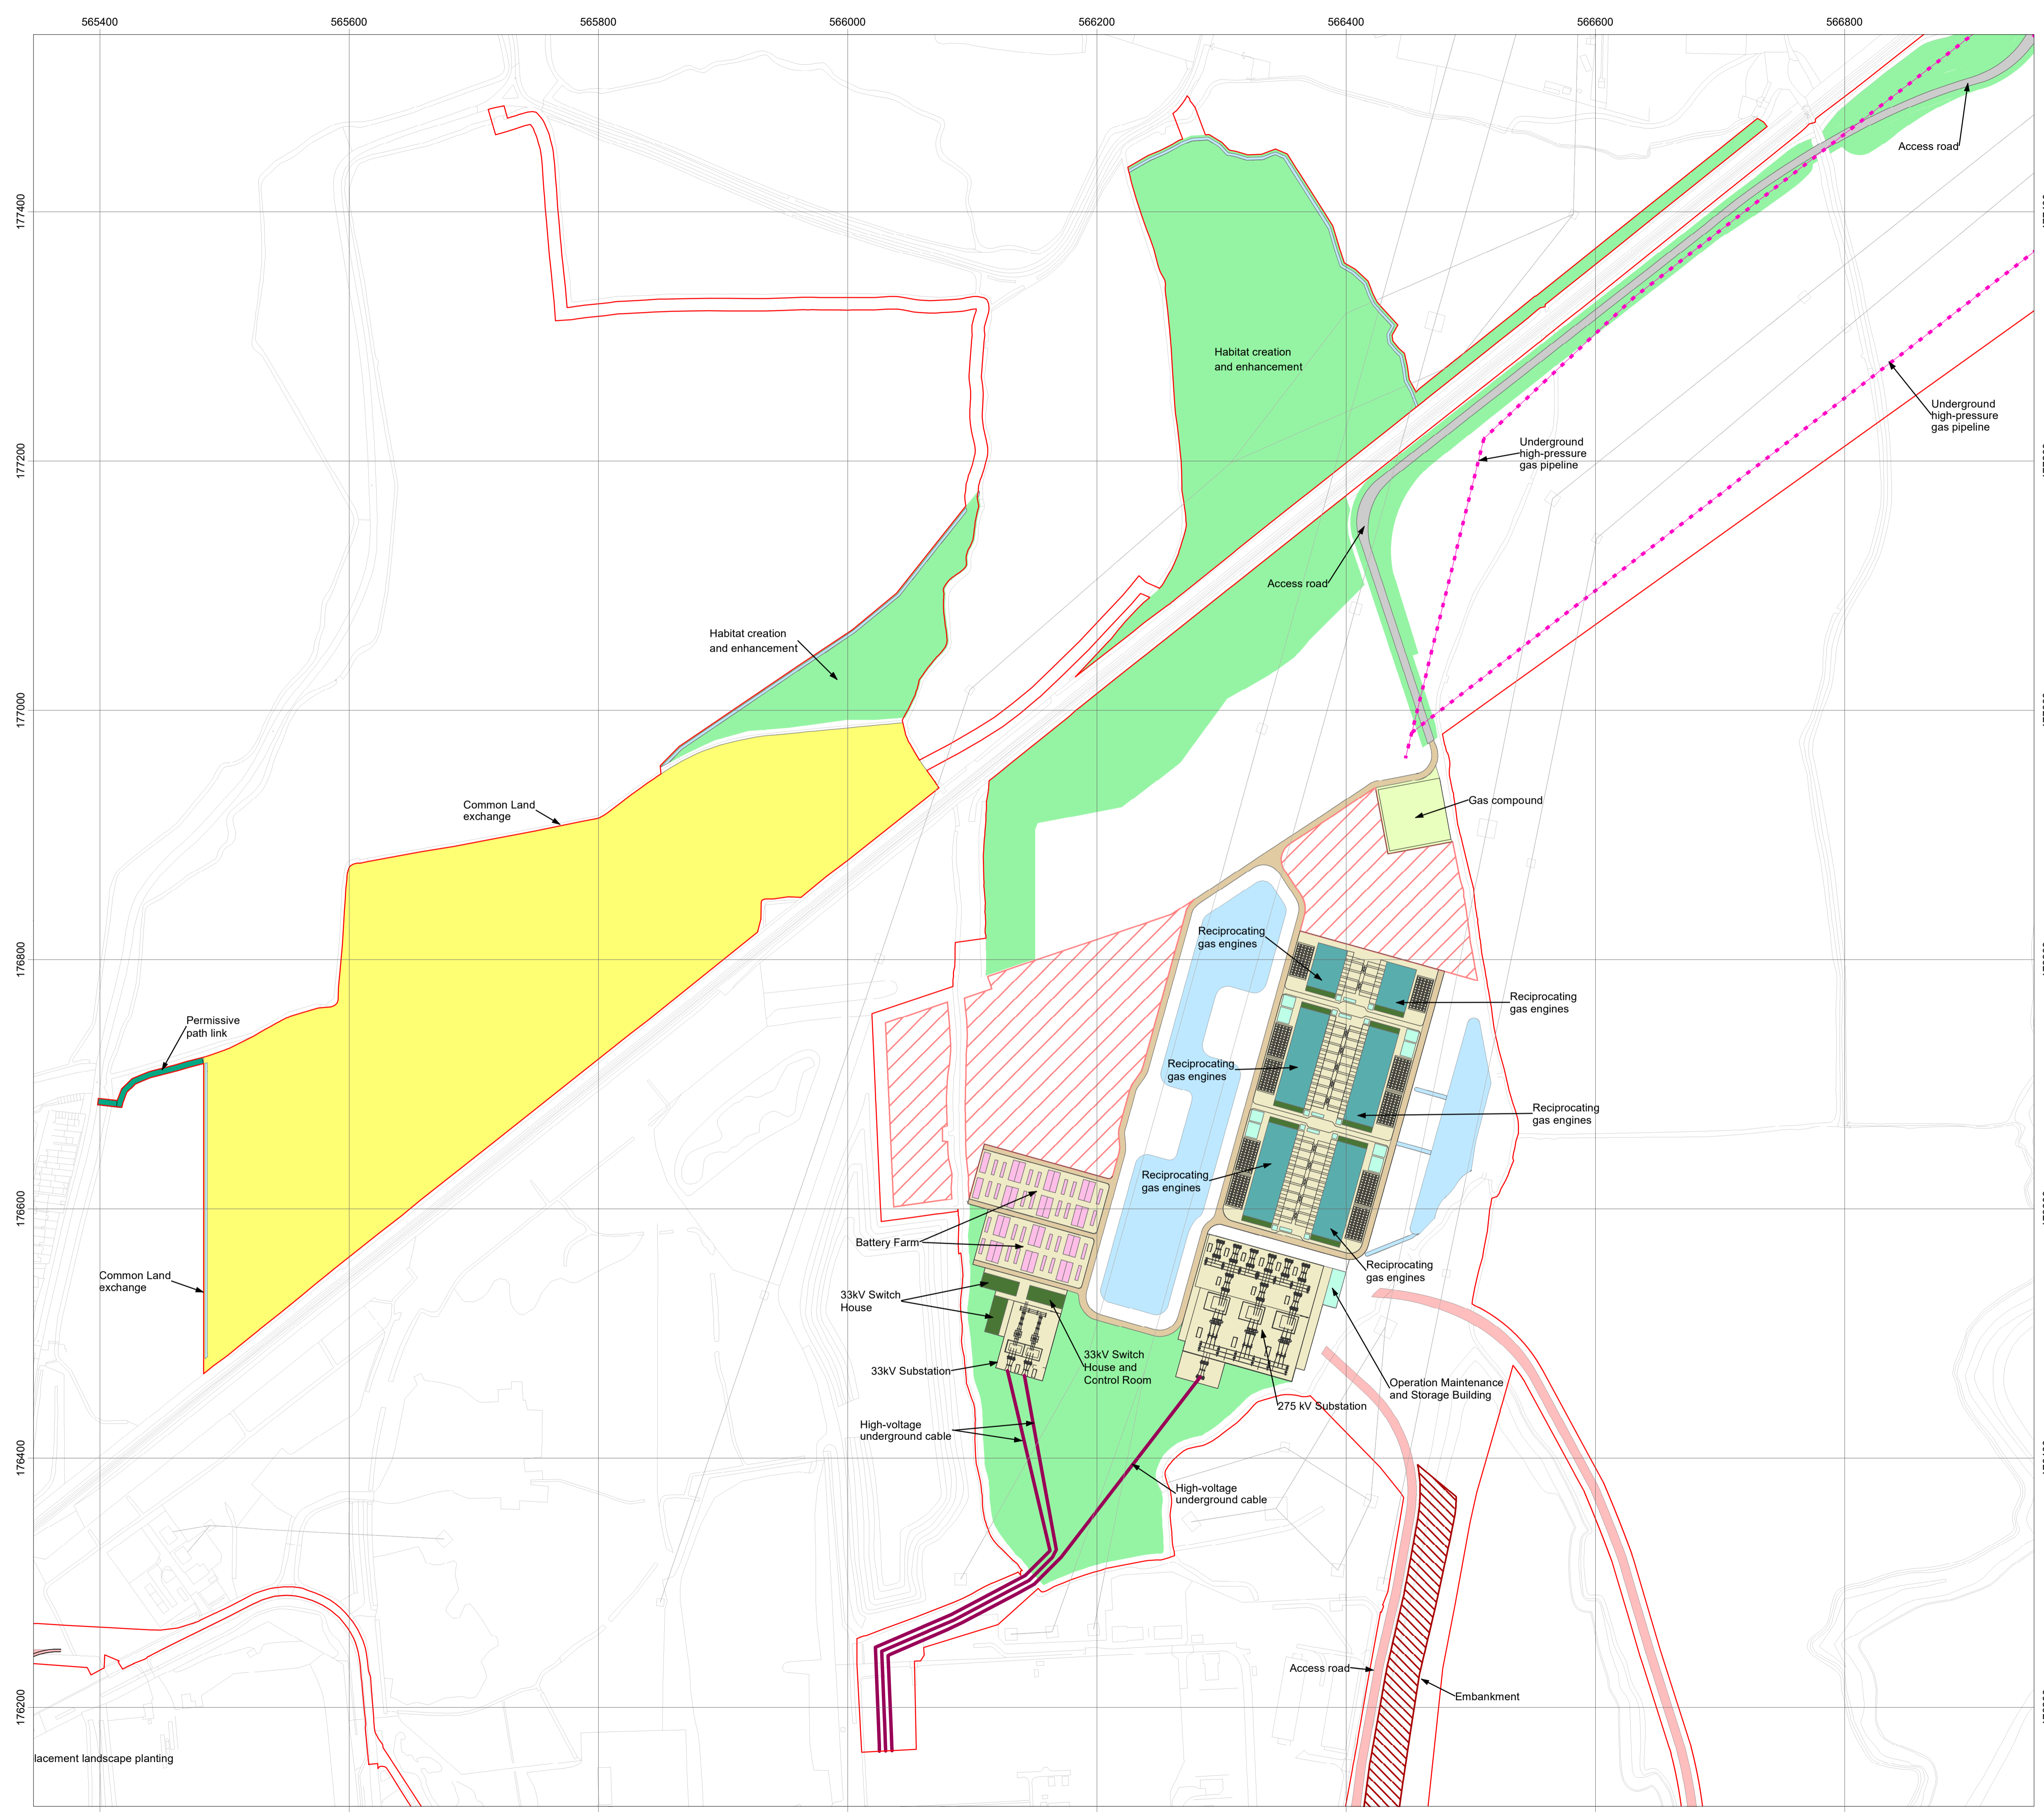 565400
565600
565800
566000
566200
566400
566600
566800
177400
177200
177000
176800
176600
176400
176200
Access road
Habitat creation
and enhancement
Underground
high-pressure
gas pipeline
Underground
high-pressure
gas pipeline
Access road
Habitat creation
and enhancement
Common Land
exchange
Gas compound
Reciprocating
gas engines
Reciprocating
gas engines
Permissive
path link
Reciprocating
gas engines
Reciprocating
gas engines
Reciprocating
gas engines
Battery Farm
Reciprocating
gas engines
Common Land
exchange
33kV Switch
House
33kV Switch
House and
Control Room
33kV Substation
Operation Maintenance
and Storage Building
275 kV Substation
High-voltage
underground cable
High-voltage
underground cable
Access road
Embankment
lacement landscape planting